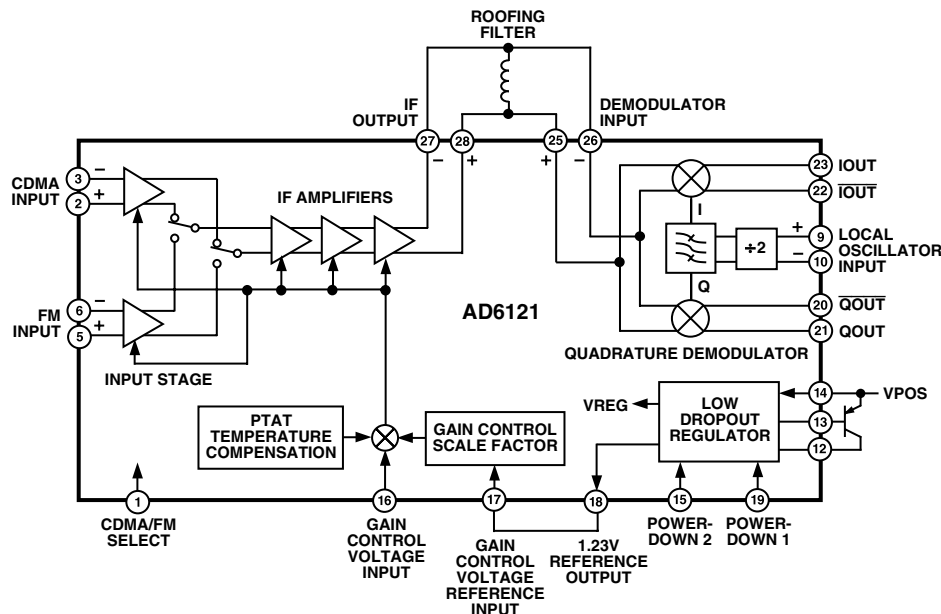 ROOFING
FILTER
IF
OUTPUT
DEMODULATOR
INPUT
27
28
25
26
−
+
+
−
CDMA
INPUT
3
−
2
+
IF AMPLIFIERS
FM
INPUT
6
−
5
+
INPUT STAGE
AD6121
I
÷2
Q
QUADRATURE DEMODULATOR
23
IOUT
22
I̅O̅U̅T̅
+
9
−
10
LOCAL
OSCILLATOR
INPUT
20
Q̅O̅U̅T̅
21
QOUT
PTAT
TEMPERATURE
COMPENSATION
GAIN CONTROL
SCALE FACTOR
VREG
LOW
DROPOUT
REGULATOR
14
VPOS
13
12
1
CDMA/FM
SELECT
16
GAIN
CONTROL
VOLTAGE
INPUT
17
GAIN
CONTROL
VOLTAGE
REFERENCE
INPUT
18
1.23V
REFERENCE
OUTPUT
15
POWER-
DOWN 2
19
POWER-
DOWN 1